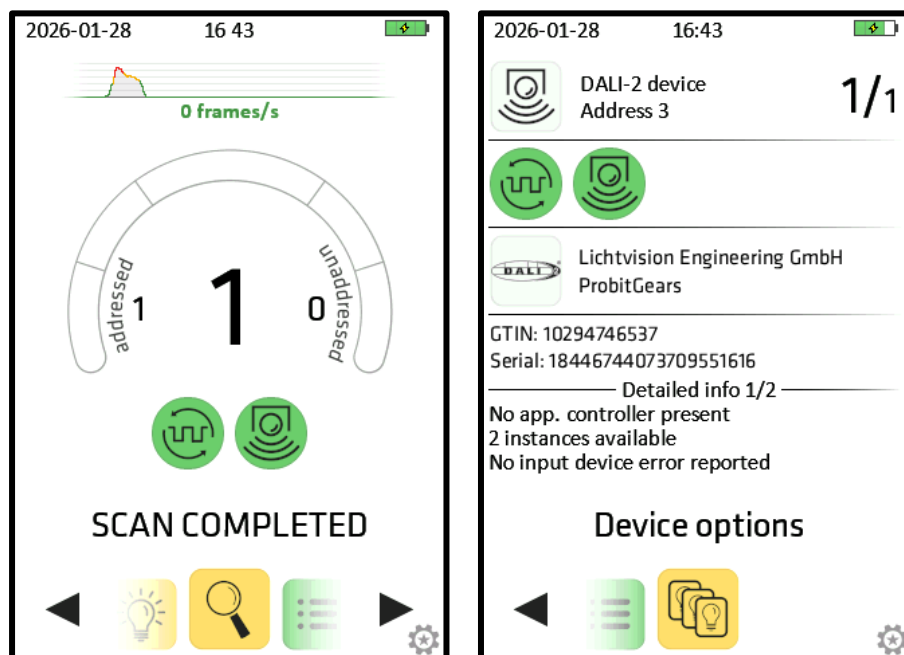 2026-01-28 16 43
0 frames/s
addressed
1
1
0
unaddressed
SCAN COMPLETED
2026-01-28 16:43
DALI-2 device
Address 3
1/1
DALI 2
Lichtvision Engineering GmbH
ProbitGears
GTIN: 10294746537
Serial: 18446744073709551616
Detailed info 1/2
No app. controller present
2 instances available
No input device error reported
Device options